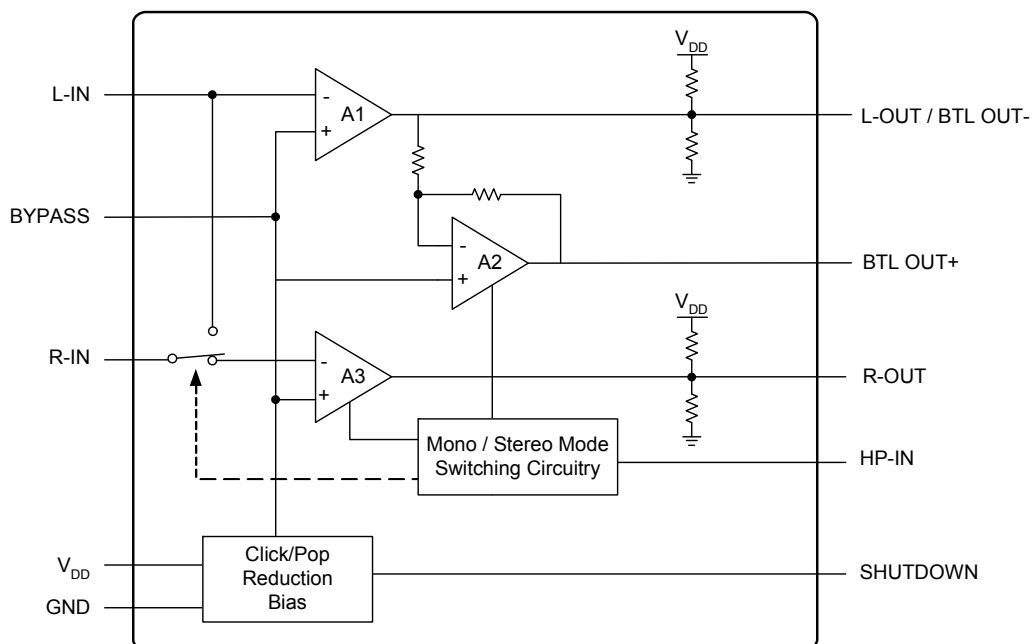 V_DD
L-IN
-
A1
+
L-OUT / BTL OUT-
BYPASS
-
A2
+
BTL OUT+
V_DD
R-IN
-
A3
+
R-OUT
Mono / Stereo Mode
Switching Circuitry
HP-IN
V_DD
GND
Click/Pop
Reduction
Bias
SHUTDOWN